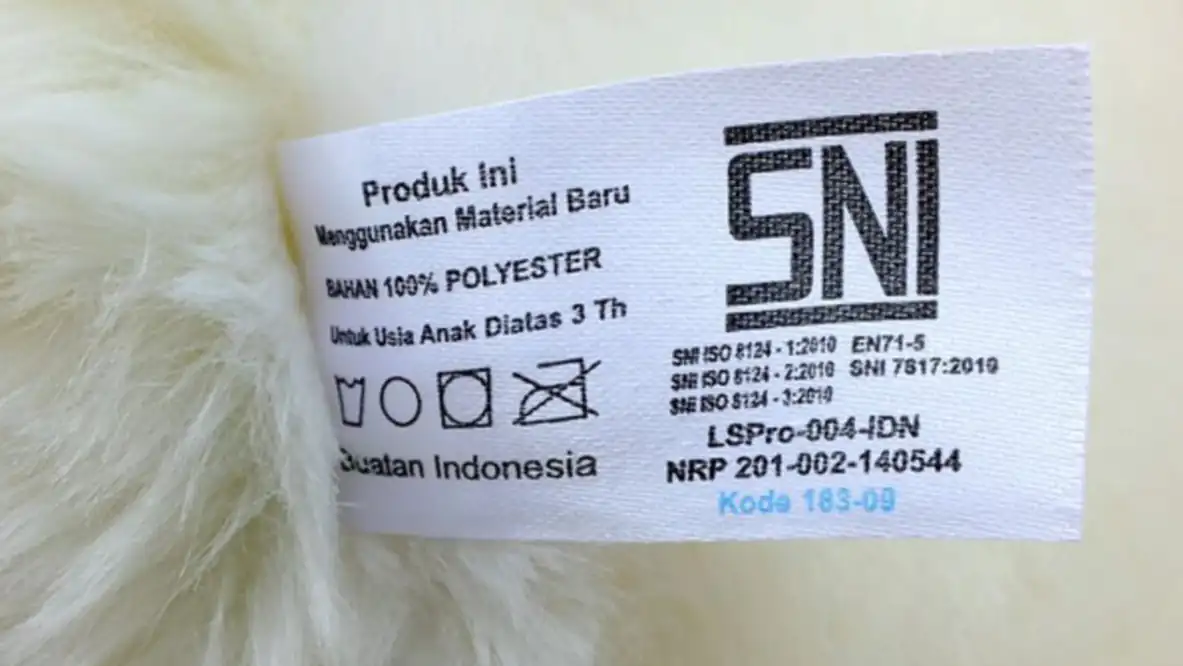 Produk Ini
Menggunakan Material Baru
BAHAN 100% POLYESTER
Untuk Usia Anak Diatas 3 Th
Buatan Indonesia
SNI
SNI ISO 8124 - 1:2010 EN71-5
SNI ISO 8124 - 2:2010 SNI 7617:2010
SNI ISO 8124 - 3:2010
LSPro-004-IDN
NRP 201-002-140544
Kode 183-09